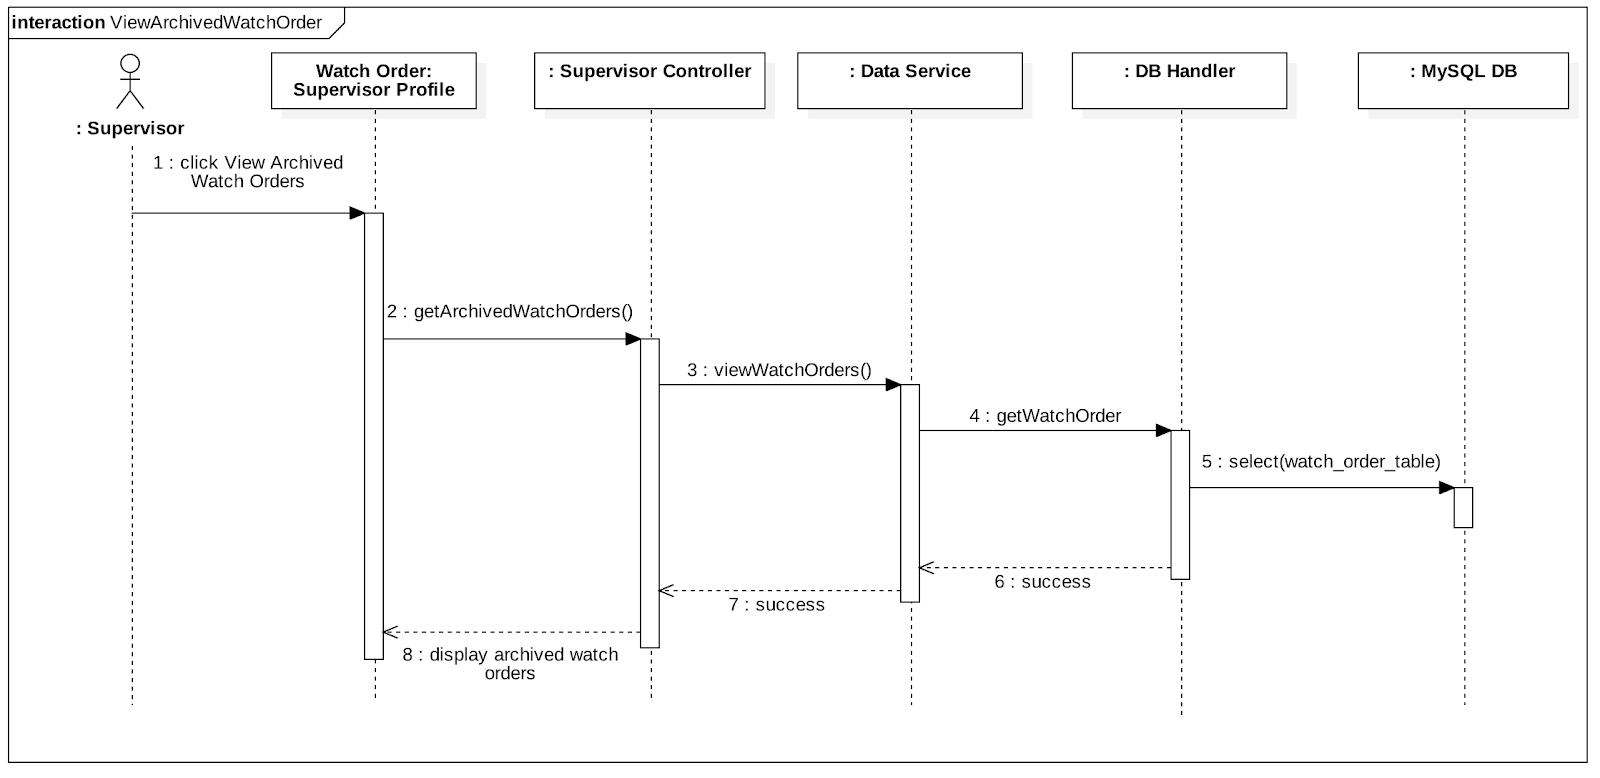 interaction ViewArchivedWatchOrder
: Supervisor
Watch Order:
Supervisor Profile
: Supervisor Controller
: Data Service
: DB Handler
: MySQL DB
1 : click View Archived
Watch Orders
2 : getArchivedWatchOrders()
3 : viewWatchOrders()
4 : getWatchOrder
5 : select(watch_order_table)
6 : success
7 : success
8 : display archived watch
orders